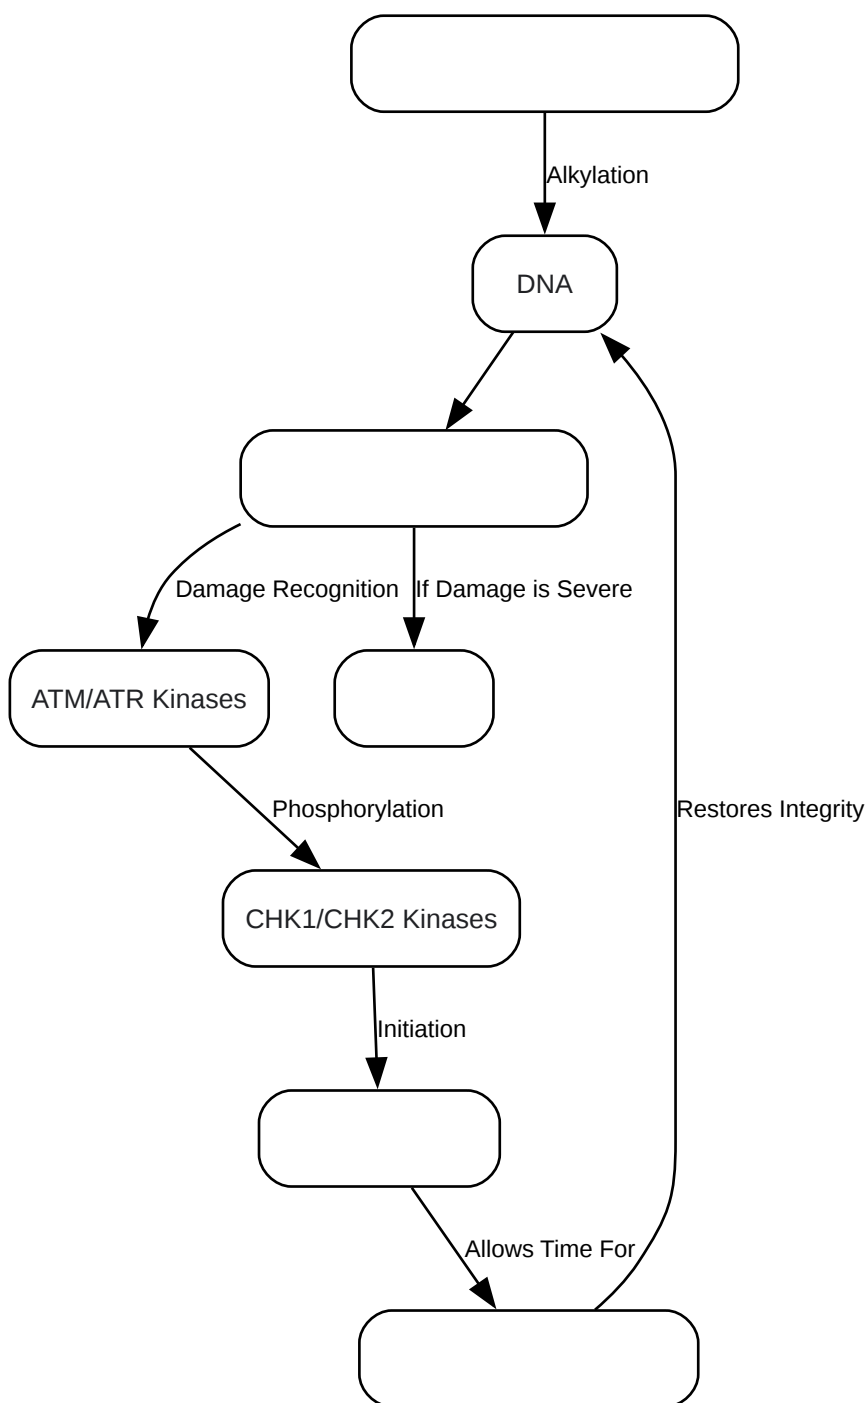 Alkylation
DNA
Damage Recognition
If Damage is Severe
ATM/ATR Kinases
Phosphorylation
Restores Integrity
CHK1/CHK2 Kinases
Initiation
Allows Time For